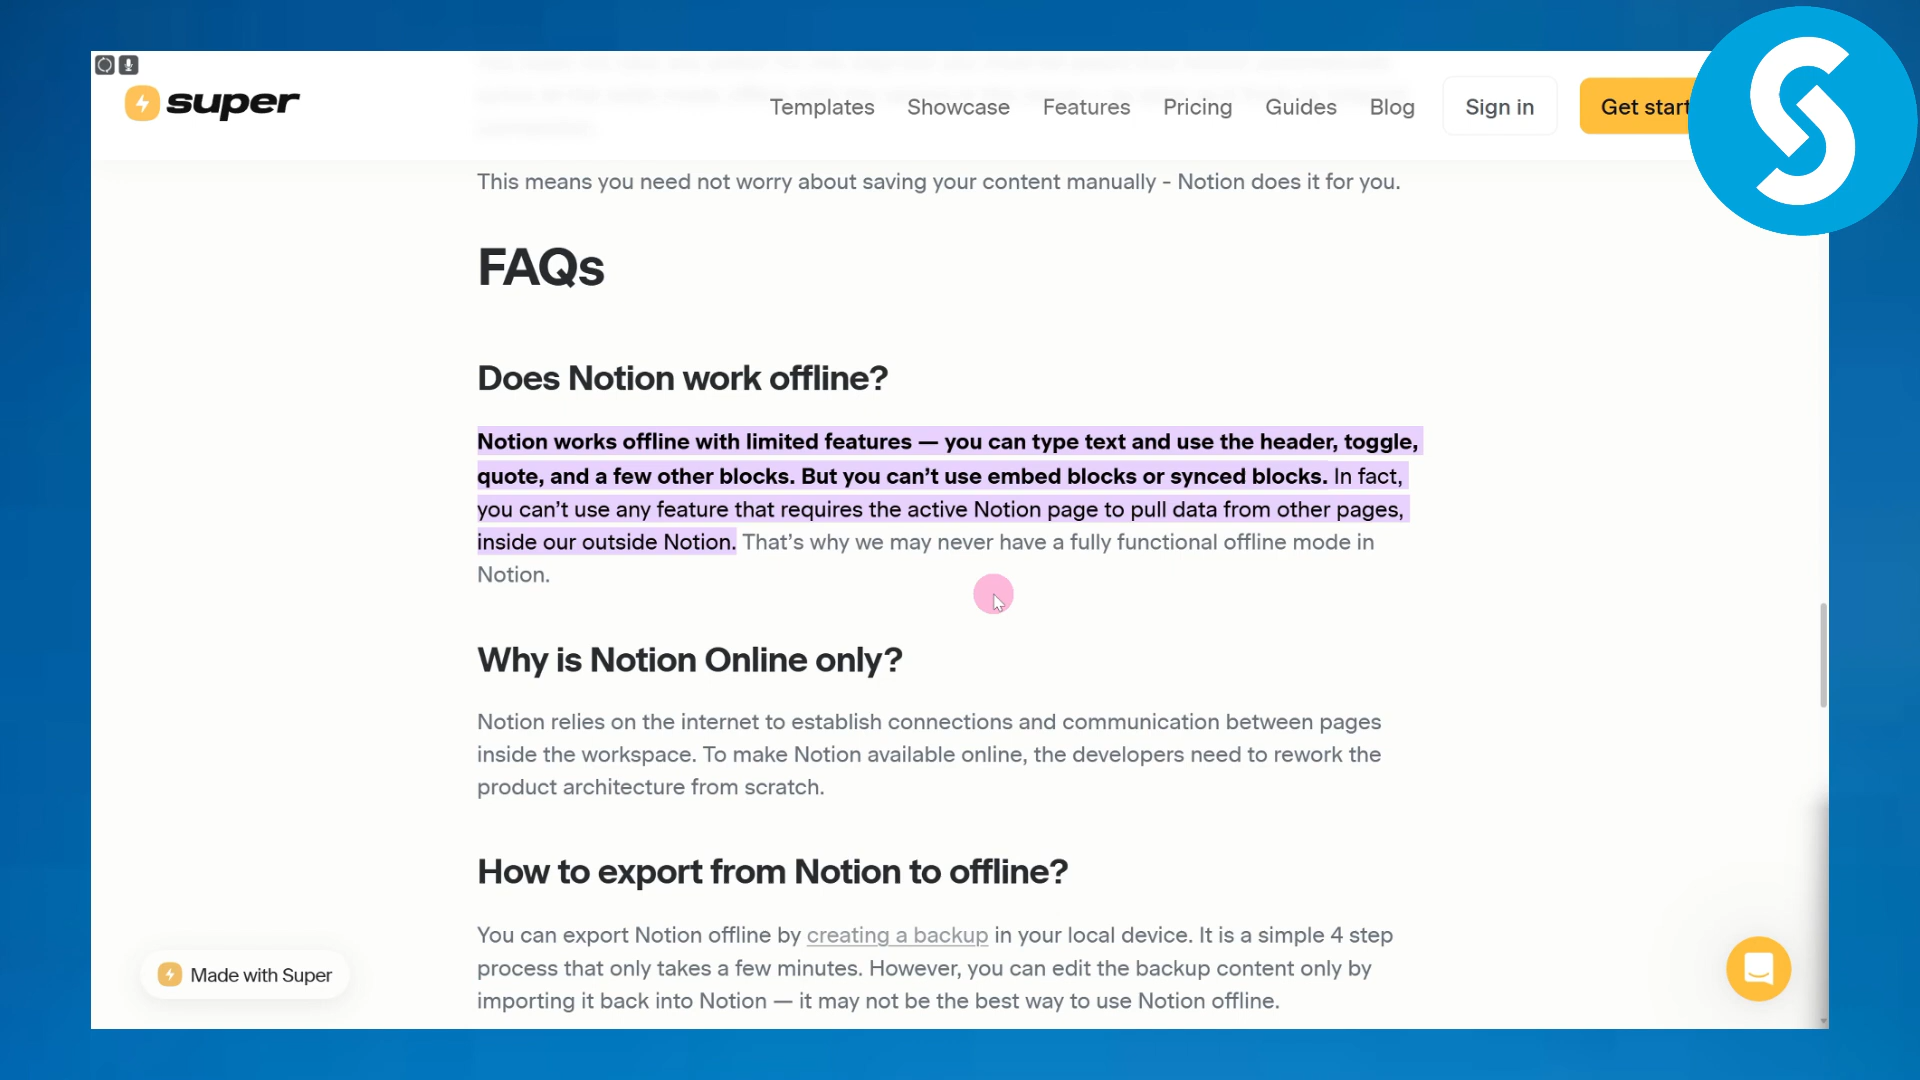 super
Templates
Showcase
Features
Pricing
Guides
Blog
Sign in
Get start
This means you need not worry about saving your content manually - Notion does it for you.
FAQs
Does Notion work offline?
Notion works offline with limited features — you can type text and use the header, toggle,
quote, and a few other blocks. But you can’t use embed blocks or synced blocks. In fact,
you can’t use any feature that requires the active Notion page to pull data from other pages,
inside our outside Notion. That’s why we may never have a fully functional offline mode in
Notion.
Why is Notion Online only?
Notion relies on the internet to establish connections and communication between pages
inside the workspace. To make Notion available online, the developers need to rework the
product architecture from scratch.
How to export from Notion to offline?
You can export Notion offline by creating a backup in your local device. It is a simple 4 step
process that only takes a few minutes. However, you can edit the backup content only by
importing it back into Notion — it may not be the best way to use Notion offline.
Made with Super